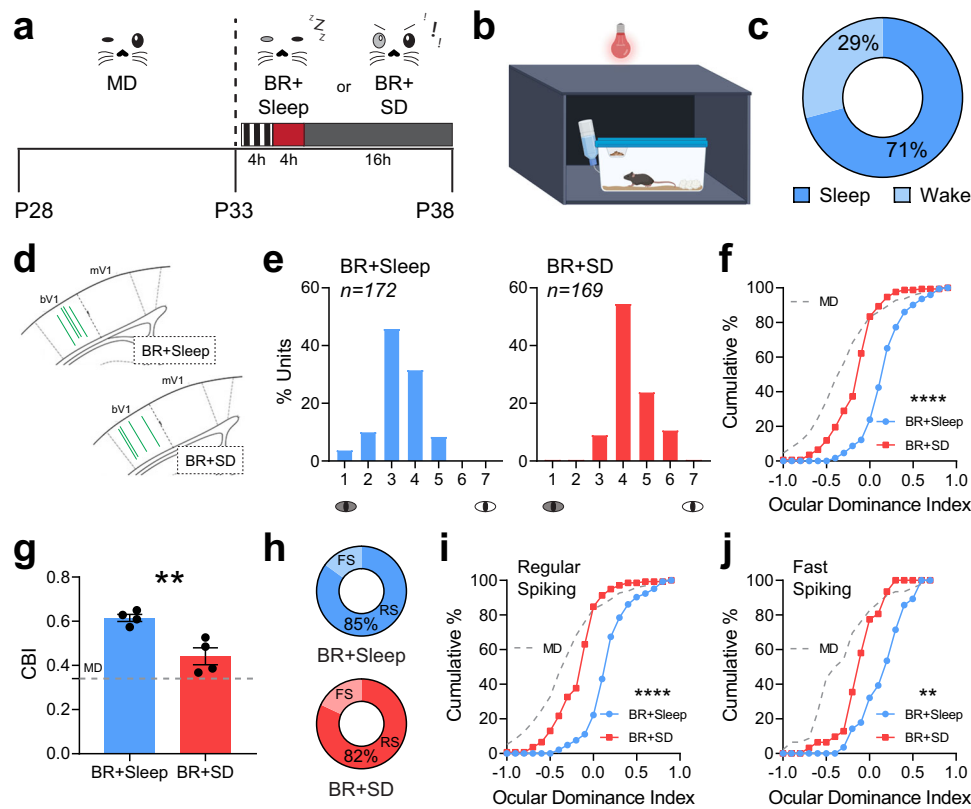 a
MD
zZz
BR+
Sleep
or
! ! !
BR+
SD
4h
4h
16h
P28
P33
P38
b
c
29%
71%
Sleep
Wake
d
mV1
bV1
BR+Sleep
mV1
bV1
BR+SD
e
BR+Sleep
n=172
% Units
60
40
20
0
1 2 3 4 5 6 7
BR+SD
n=169
60
40
20
0
1 2 3 4 5 6 7
f
Cumulative %
100
80
60
40
20
0
MD
****
BR+Sleep
BR+SD
-1.0 -0.5 0.0 0.5 1.0
Ocular Dominance Index
g
CBI
0.8
0.6
0.4
0.2
0.0
**
MD
BR+Sleep BR+SD
h
FS
RS
85%
BR+Sleep
FS
RS
82%
BR+SD
i
Regular
Spiking
Cumulative %
100
80
60
40
20
0
MD
****
BR+Sleep
BR+SD
-1.0 -0.5 0.0 0.5 1.0
Ocular Dominance Index
j
Fast
Spiking
Cumulative %
100
80
60
40
20
0
MD
**
BR+Sleep
BR+SD
-1.0 -0.5 0.0 0.5 1.0
Ocular Dominance Index